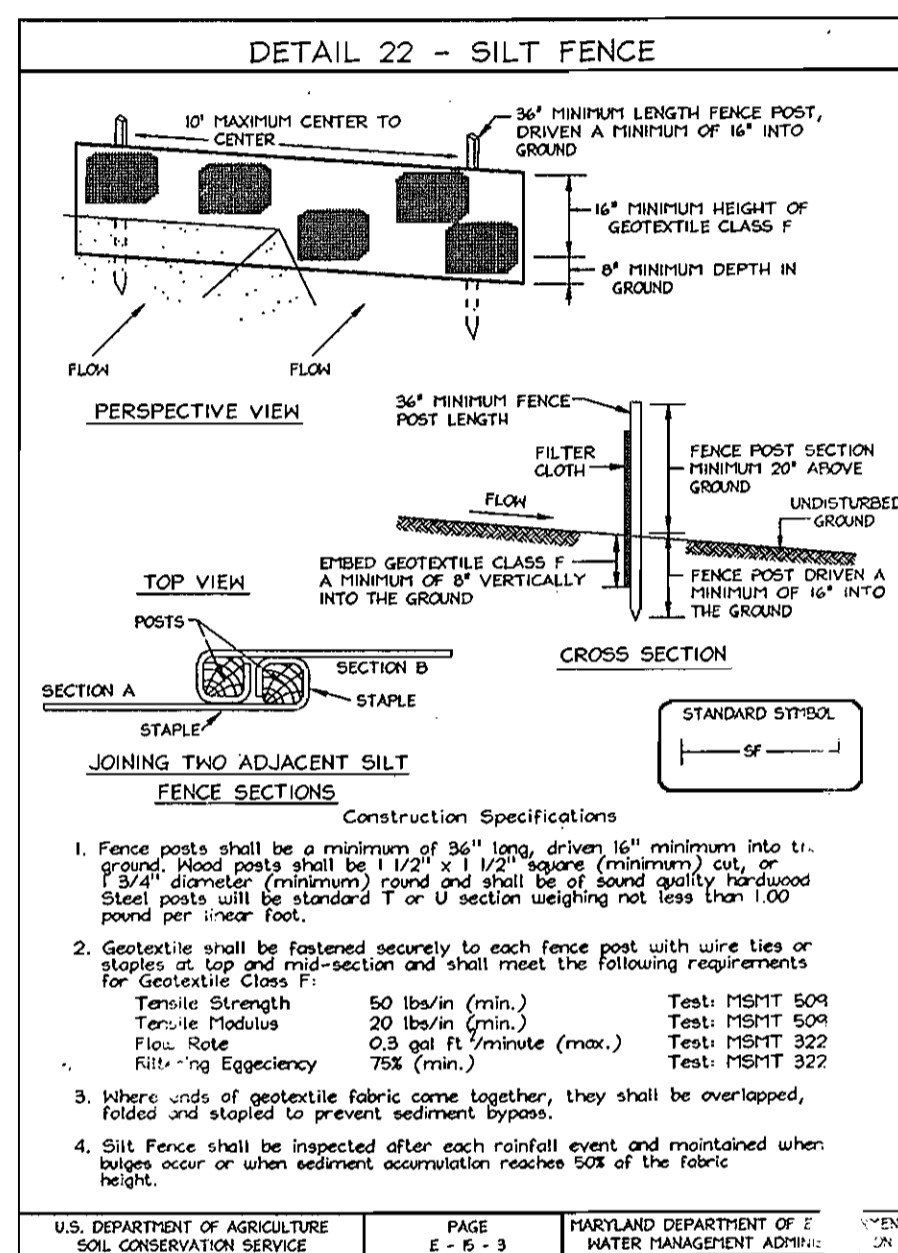 DETAIL 22 - SILT FENCE
10' MAXIMUM CENTER TO
CENTER
36" MINIMUM LENGTH FENCE POST,
DRIVEN A MINIMUM OF 16" INTO
GROUND
16" MINIMUM HEIGHT OF
GEOTEXTILE CLASS F
8" MINIMUM DEPTH IN
GROUND
FLOW
FLOW
PERSPECTIVE VIEW
36" MINIMUM FENCE
POST LENGTH
FILTER
CLOTH
FLOW
FENCE POST SECTION
MINIMUM 20" ABOVE
GROUND
UNDISTURBED
GROUND
EMBED GEOTEXTILE CLASS F
A MINIMUM OF 8" VERTICALLY
INTO THE GROUND
FENCE POST DRIVEN A
MINIMUM OF 16" INTO
THE GROUND
CROSS SECTION
TOP VIEW
POSTS
SECTION B
SECTION A
STAPLE
STAPLE
JOINING TWO ADJACENT SILT
FENCE SECTIONS
STANDARD SYMBOL
SF
Construction Specifications
1. Fence posts shall be a minimum of 36" long, driven 16" minimum into
ground. Wood posts shall be 1 1/2" x 1 1/2" square (minimum) cut, or
1 3/4" diameter (minimum) round and shall be of sound quality hardwood
Steel posts will be standard T or U section weighing not less than 1.00
pound per linear foot.
2. Geotextile shall be fastened securely to each fence post with wire ties or
staples at top and mid-section and shall meet the following requirements
for Geotextile Class F:
Tensile Strength 50 lbs/in (min.) Test: MSMT 509
Tensile Modulus 20 lbs/in (min.) Test: MSMT 509
Flow Rate 0.3 gal ft²/minute (max.) Test: MSMT 322
Eggeciency 75% (min.) Test: MSMT 322
3. Where ends of geotextile fabric come together, they shall be overlapped,
folded and stapled to prevent sediment bypass.
4. Silt Fence shall be inspected after each rainfall event and maintained when
bulges occur or when sediment accumulation reaches 50% of the fabric
height.
U.S. DEPARTMENT OF AGRICULTURE
SOIL CONSERVATION SERVICE
PAGE
E - 15 - 3
MARYLAND DEPARTMENT OF
WATER MANAGEMENT